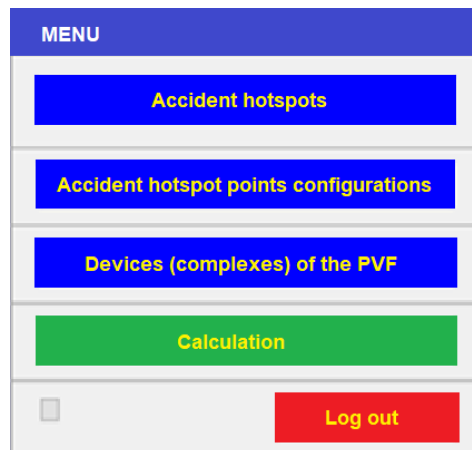 MENU
Accident hotspots
Accident hotspot points configurations
Devices (complexes) of the PVF
Calculation
Log out